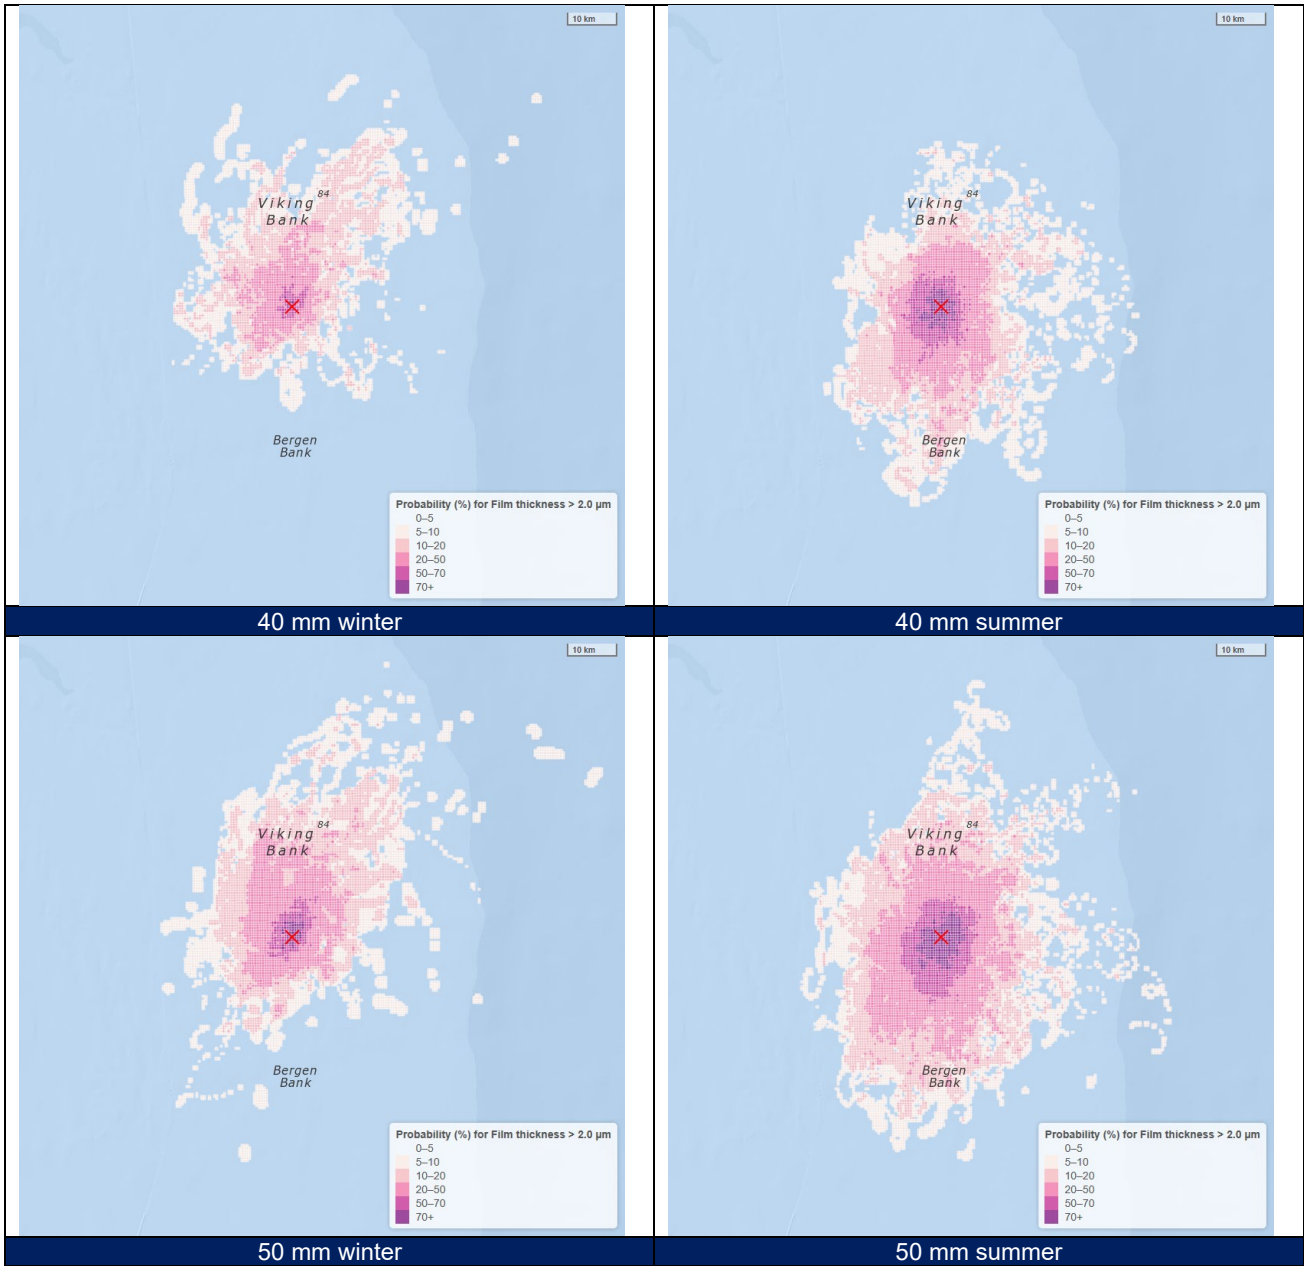 10 km
84
Viking
Bank
Bergen
Bank
Probability (%) for Film thickness > 2.0 µm
0–5
5–10
10–20
20–50
50–70
70+
40 mm winter
10 km
84
Viking
Bank
Bergen
Bank
Probability (%) for Film thickness > 2.0 µm
0–5
5–10
10–20
20–50
50–70
70+
40 mm summer
10 km
84
Viking
Bank
Bergen
Bank
Probability (%) for Film thickness > 2.0 µm
0–5
5–10
10–20
20–50
50–70
70+
50 mm winter
10 km
84
Viking
Bank
Bergen
Bank
Probability (%) for Film thickness > 2.0 µm
0–5
5–10
10–20
20–50
50–70
70+
50 mm summer